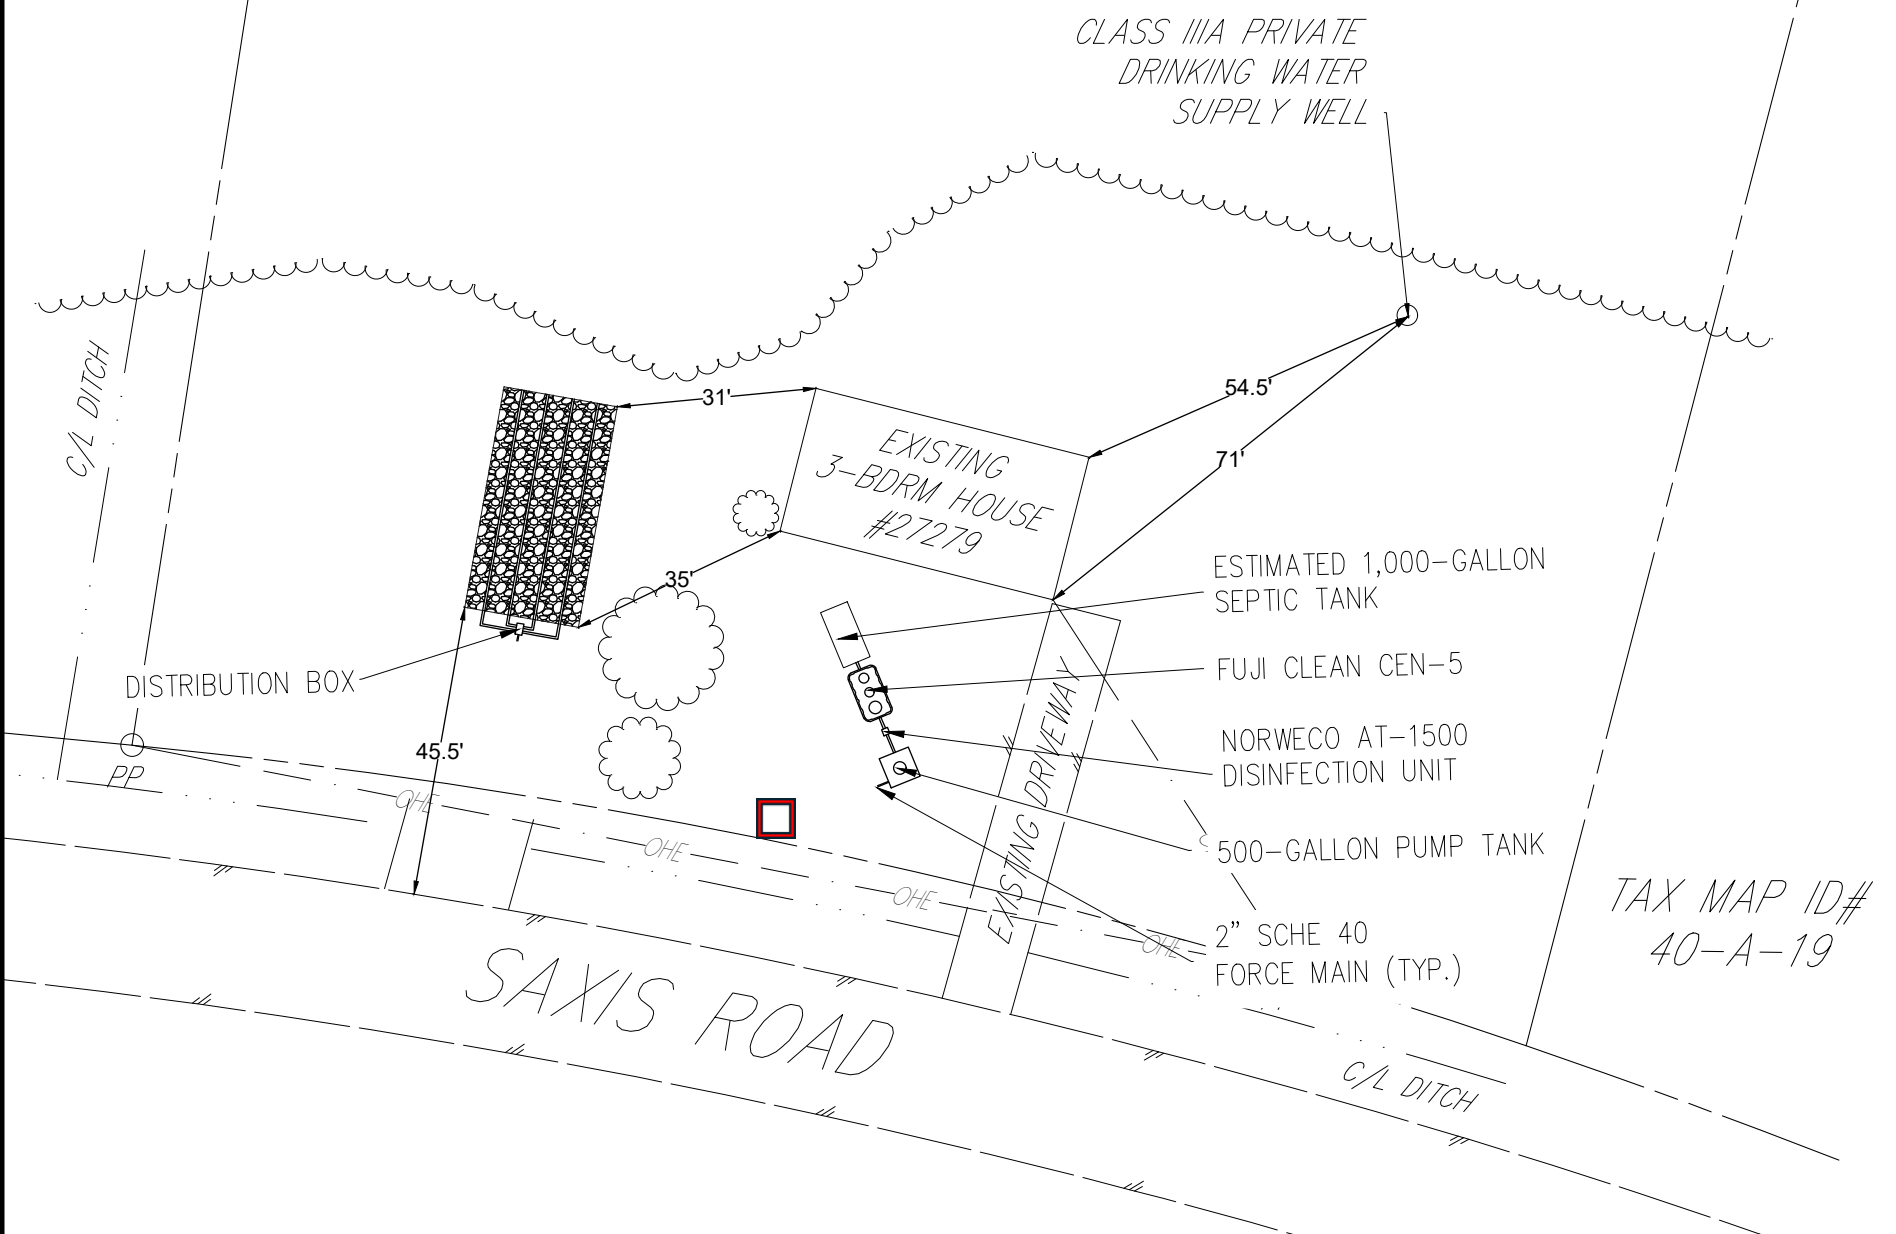 CLASS IIIA PRIVATE
DRINKING WATER
SUPPLY WELL
C/L DITCH
31'
54.5'
EXISTING
3-BDRM HOUSE
#27279
71'
35'
ESTIMATED 1,000-GALLON
SEPTIC TANK
FUJI CLEAN CEN-5
DISTRIBUTION BOX
NORWECO AT-1500
DISINFECTION UNIT
45.5'
PP
EXISTING DRIVEWAY
OHE
OHE
OHE
OHE
500-GALLON PUMP TANK
2" SCHE 40
FORCE MAIN (TYP.)
TAX MAP ID#
40-A-19
SAXIS ROAD
C/L DITCH